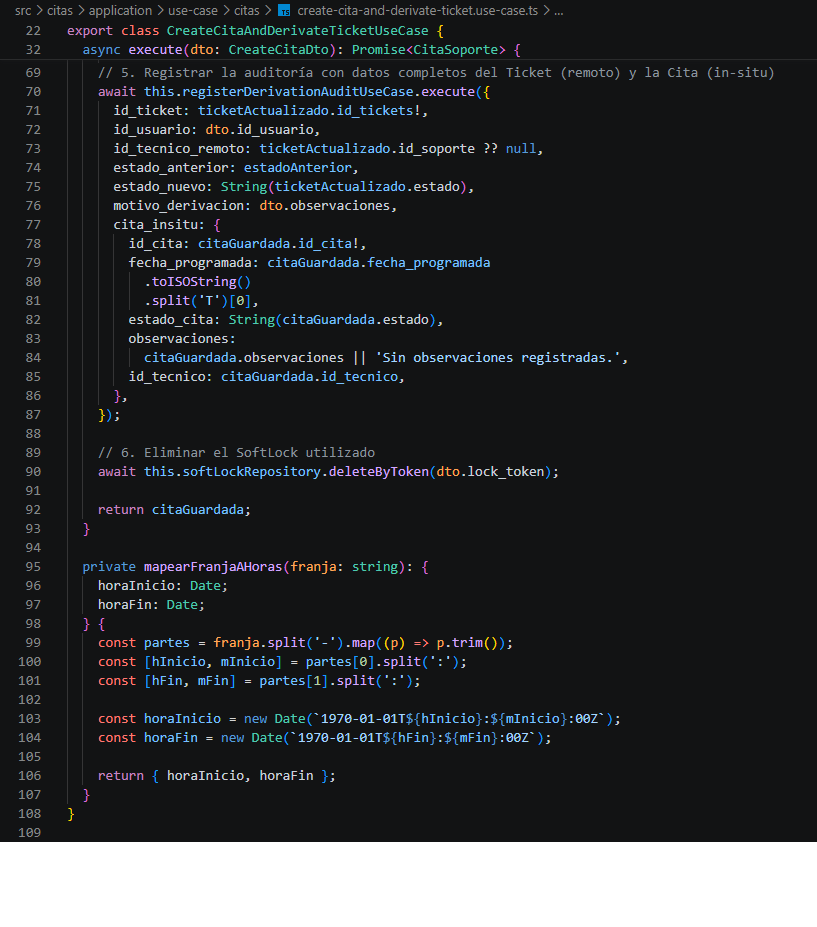 src > citas > application > use-case > citas > TS create-cita-and-derivate-ticket.use-case.ts > ...
22 export class CreateCitaAndDerivateTicketUseCase {
32 async execute(dto: CreateCitaDto): Promise<CitaSoporte> {
69 // 5. Registrar la auditoría con datos completos del Ticket (remoto) y la Cita (in-situ)
70 await this.registerDerivationAuditUseCase.execute({
71 id_ticket: ticketActualizado.id_tickets!,
72 id_usuario: dto.id_usuario,
73 id_tecnico_remoto: ticketActualizado.id_soporte ?? null,
74 estado_anterior: estadoAnterior,
75 estado_nuevo: String(ticketActualizado.estado),
76 motivo_derivacion: dto.observaciones,
77 cita_insitu: {
78 id_cita: citaGuardada.id_cita!,
79 fecha_programada: citaGuardada.fecha_programada
80 .toISOString()
81 .split('T')[0],
82 estado_cita: String(citaGuardada.estado),
83 observaciones:
84 citaGuardada.observaciones || 'Sin observaciones registradas.',
85 id_tecnico: citaGuardada.id_tecnico,
86 },
87 });
88
89 // 6. Eliminar el SoftLock utilizado
90 await this.softLockRepository.deleteByToken(dto.lock_token);
91
92 return citaGuardada;
93 }
94
95 private mapearFranjaAHoras(franja: string): {
96 horaInicio: Date;
97 horaFin: Date;
98 } {
99 const partes = franja.split('-').map((p) => p.trim());
100 const [hInicio, mInicio] = partes[0].split(':');
101 const [hFin, mFin] = partes[1].split(':');
102
103 const horaInicio = new Date(`1970-01-01T${hInicio}:${mInicio}:00Z`);
104 const horaFin = new Date(`1970-01-01T${hFin}:${mFin}:00Z`);
105
106 return { horaInicio, horaFin };
107 }
108 }
109